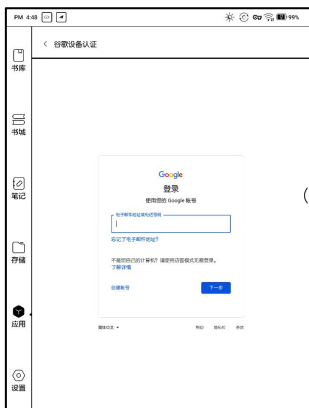 PM 4:48
99%
谷歌设备认证
书库
书城
笔记
存储
应用
设置
Google
登录
使用您的 Google 账号
电子邮件地址或电话号码
忘记了电子邮件地址?
不是您自己的计算机?请使用访客模式无痕登录。
了解详情
创建账号
下一步
简体中文
帮助
隐私权
条款